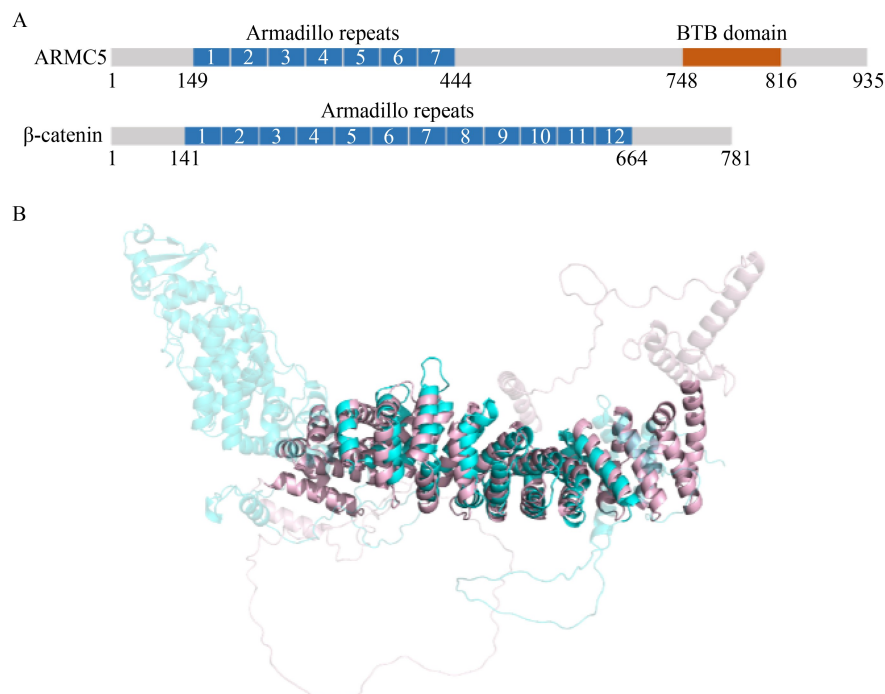 A
Armadillo repeats BTB domain
ARMC5 1 2 3 4 5 6 7
1 149 444 748 816 935
Armadillo repeats
β-catenin 1 2 3 4 5 6 7 8 9 10 11 12
1 141 664 781
B